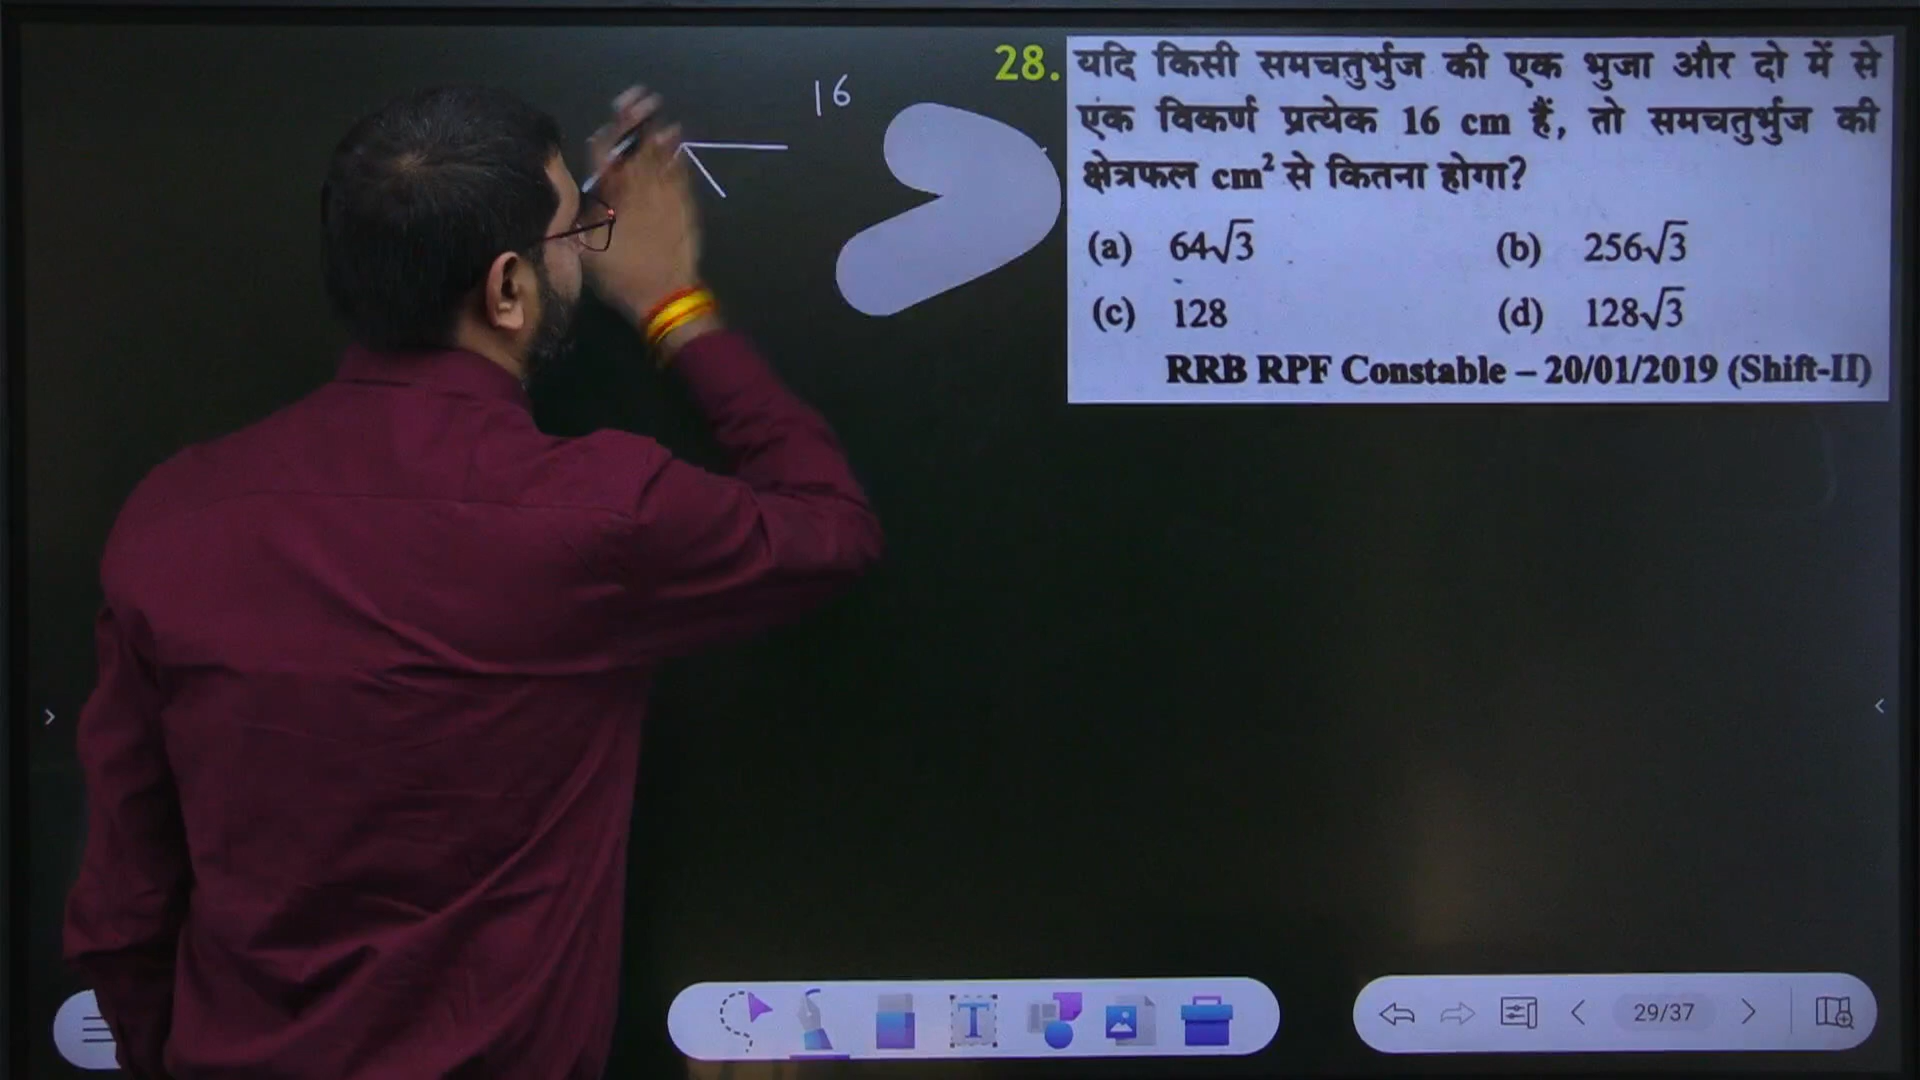 16
28. यदि किसी समचतुर्भुज की एक भुजा और दो में से
एक विकर्ण प्रत्येक 16 cm हैं, तो समचतुर्भुज की
क्षेत्रफल cm² से कितना होगा?
(a) 64√3 (b) 256√3
(c) 128 (d) 128√3
RRB RPF Constable – 20/01/2019 (Shift-II)
T
29/37